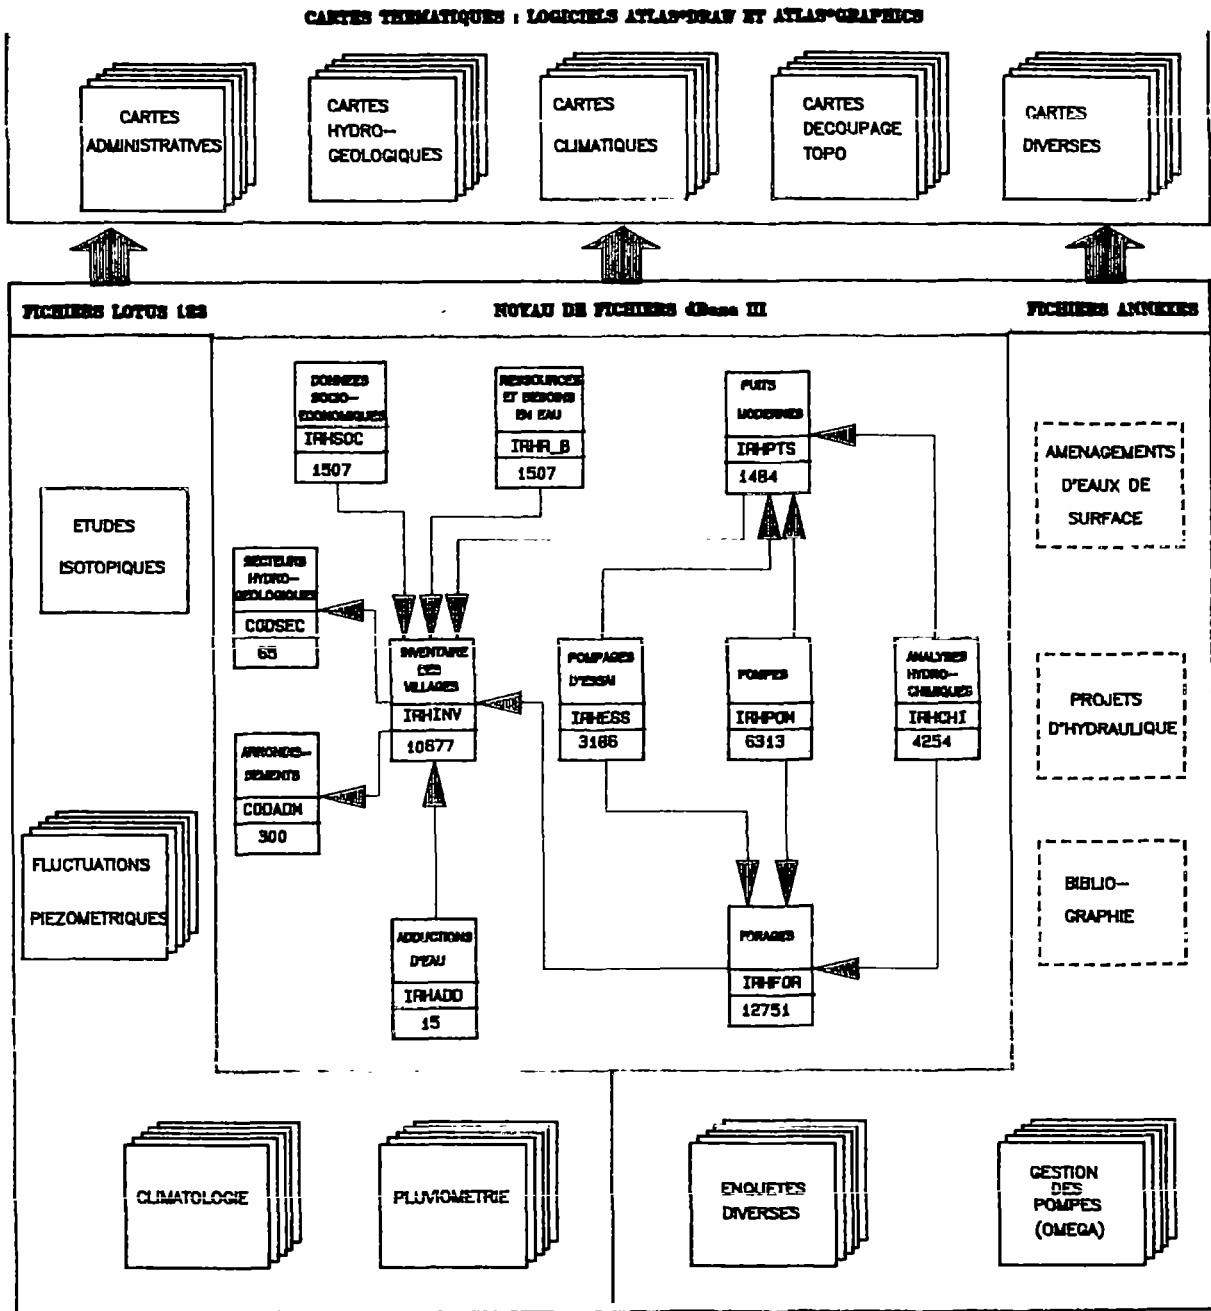 CARTES THEMATIQUES : LOGICIELS ATLAS*DRAW ET ATLAS*GRAPHICS
CARTES
ADMINISTRATIVES
CARTES
HYDRO-
GEOLOGIQUES
CARTES
CLIMATIQUES
CARTES
DECOUPAGE
TOPO
CARTES
DIVERSES
FICHIERS LOTUS 123
NOYAU DE FICHIERS dBase III
FICHIERS ANNEXES
DONNEES
SOCIO-
ECONOMIQUES
IRHSOC
1507
RESSOURCES
ET BESOINS
EN EAU
IRHR_B
1507
PUITS
MODERNES
IRHPTS
1484
ETUDES
ISOTOPIQUES
SECTEURS
HYDRO-
GEOLOGIQUES
CODSEC
65
INVENTAIRE
DES
VILLAGES
IRHINV
10677
POMPAGES
D'ESSAI
IRHESS
3186
POMPES
IRHPOM
6313
ANALYSES
HYDRO-
CHIMIQUES
IRHCHI
4254
AMENAGEMENTS
D'EAUX DE
SURFACE
PROJETS
D'HYDRAULIQUE
ARRONDIS-
SEMENTS
CODADM
300
FLUCTUATIONS
PIEZOMETRIQUES
ADDUCTIONS
D'EAU
IRHADD
15
FORAGES
IRHFOR
12751
BIBLIO-
GRAPHIE
CLIMATOLOGIE
PLUVIOMETRIE
ENQUETES
DIVERSES
GESTION
DES
POMPES
(OMEGA)